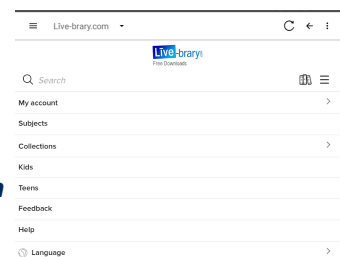 Live-brary.com
Live-brary
Free Downloads
Search
My account
Subjects
Collections
Kids
Teens
Feedback
Help
Language